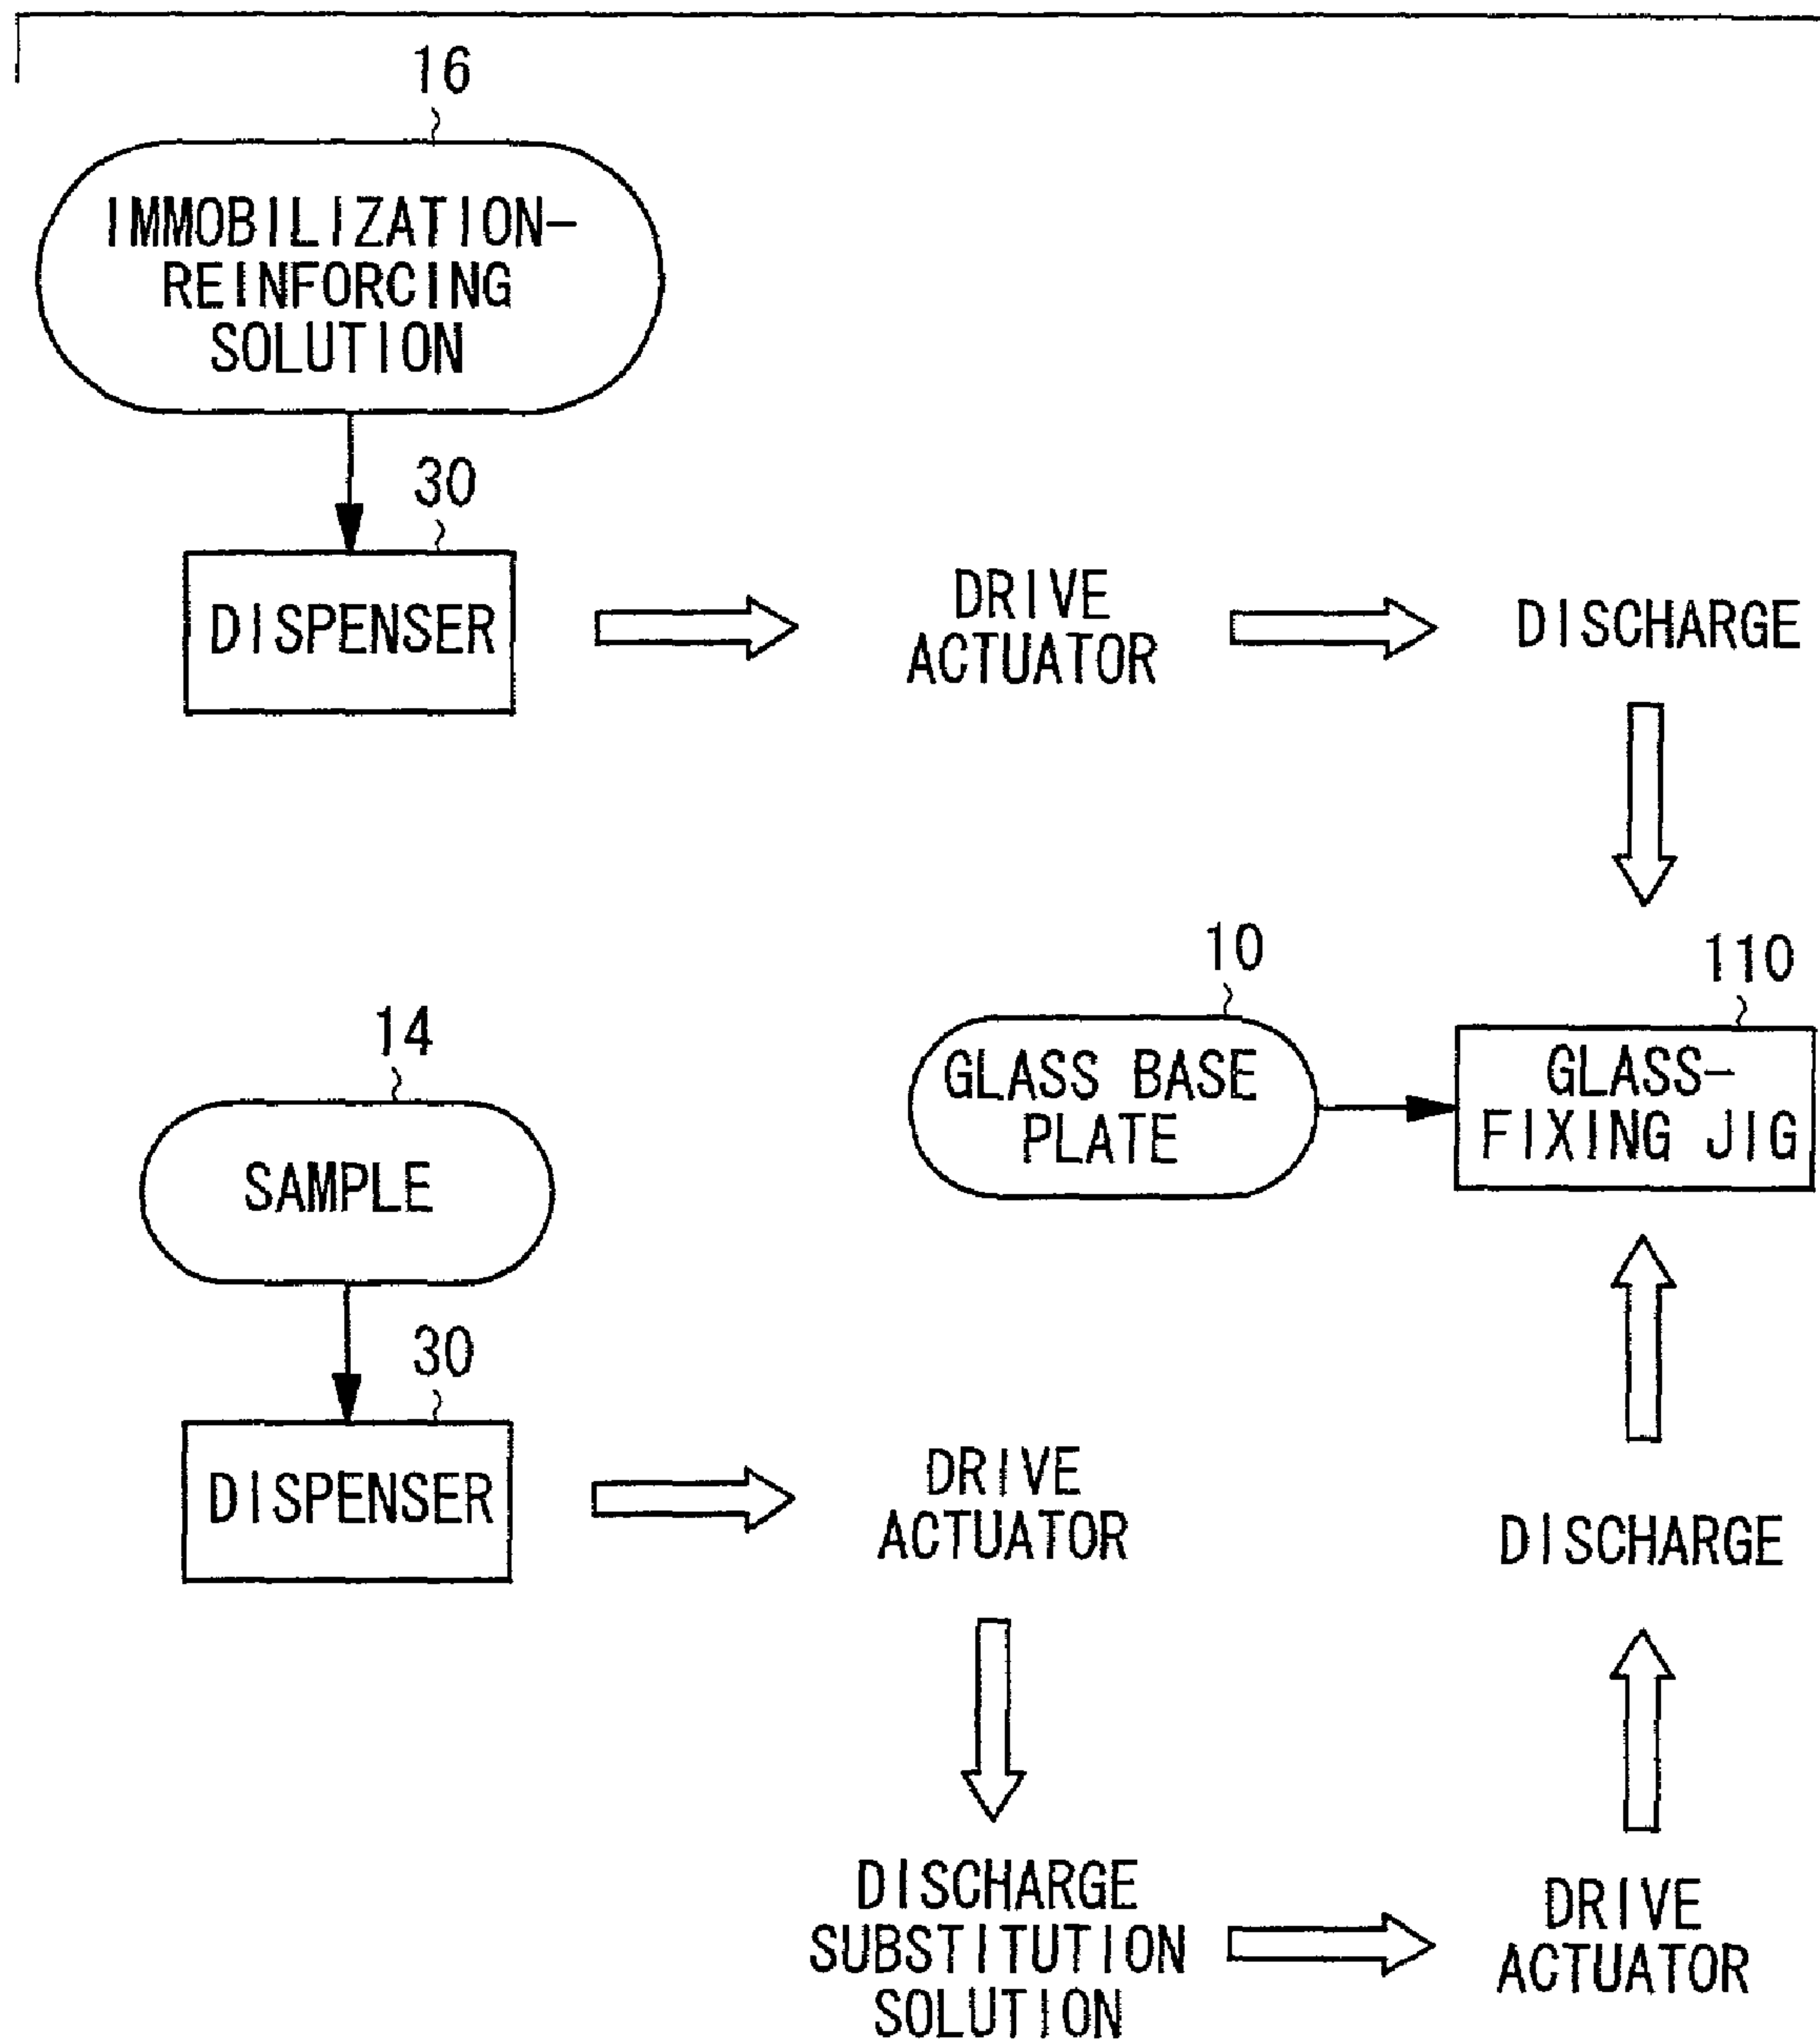 16
IMMOBILIZATION-
REINFORCING
SOLUTION
30
DISPENSER
DRIVE
ACTUATOR
DISCHARGE
10
GLASS BASE
PLATE
110
GLASS-
FIXING JIG
14
SAMPLE
30
DISPENSER
DRIVE
ACTUATOR
DISCHARGE
SUBSTITUTION
SOLUTION
DRIVE
ACTUATOR
DISCHARGE